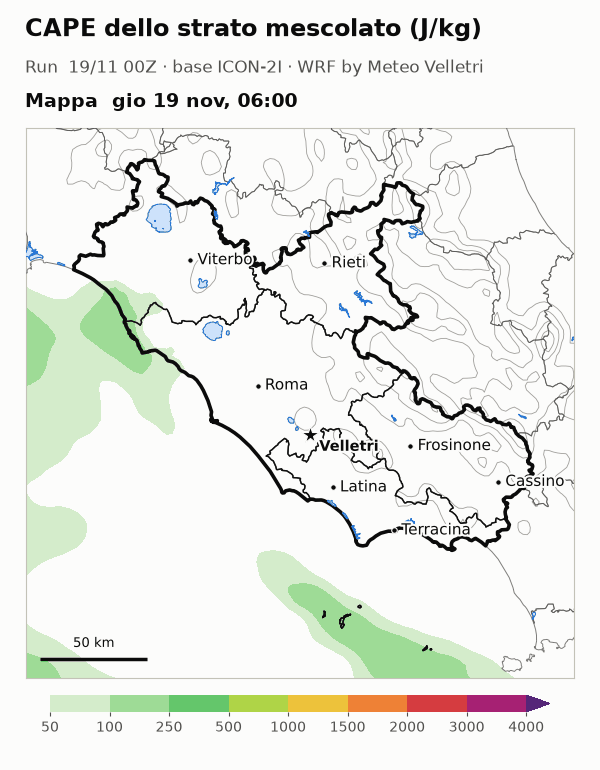 CAPE dello strato mescolato (J/kg)
Run  19/11 00Z · base ICON-2I · WRF by Meteo Velletri
Mappa  gio 19 nov, 06:00
Viterbo
Rieti
Roma
Velletri
Frosinone
Cassino
Latina
Terracina
50 km
50 100 250 500 1000 1500 2000 3000 4000